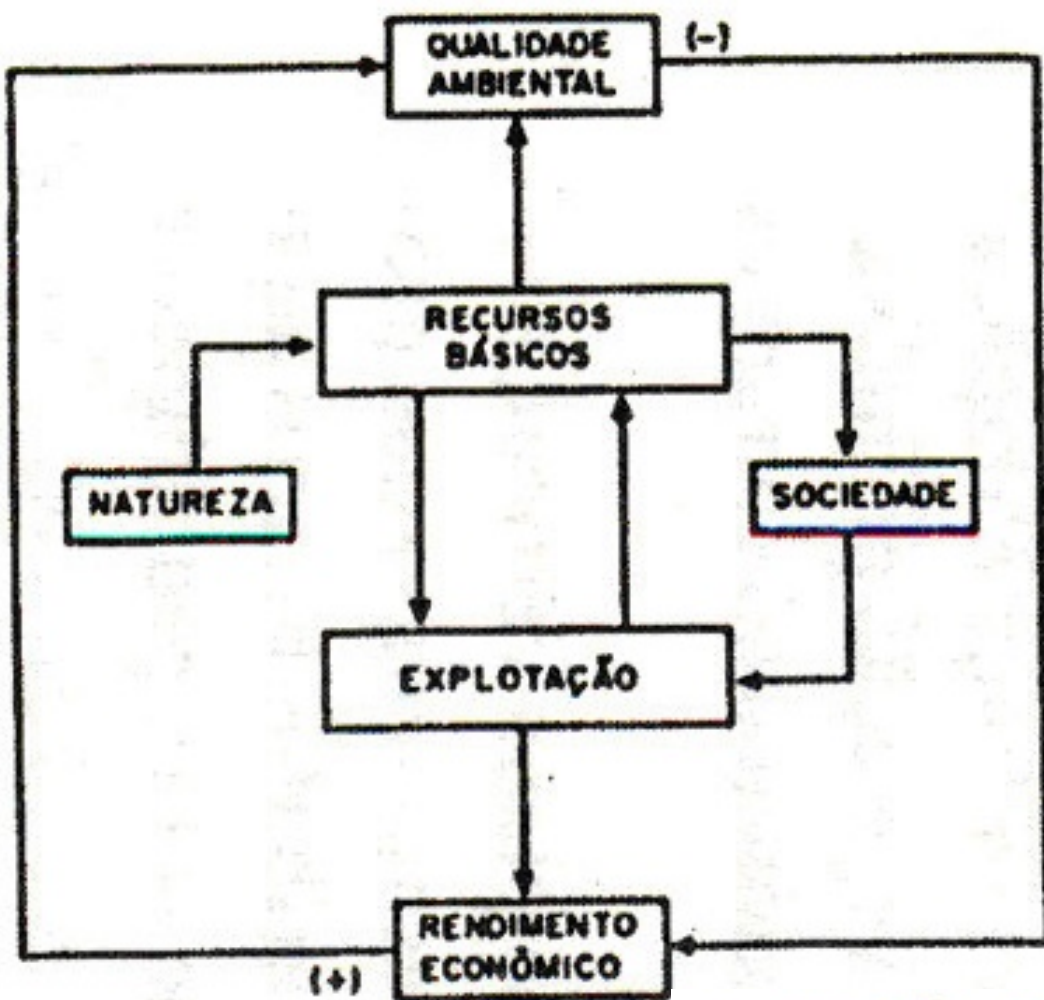 QUALIDADE
AMBIENTAL
(-)
RECURSOS
BÁSICOS
NATUREZA
SOCIEDADE
EXPLOTAÇÃO
RENDIMENTO
ECONÔMICO
(+)